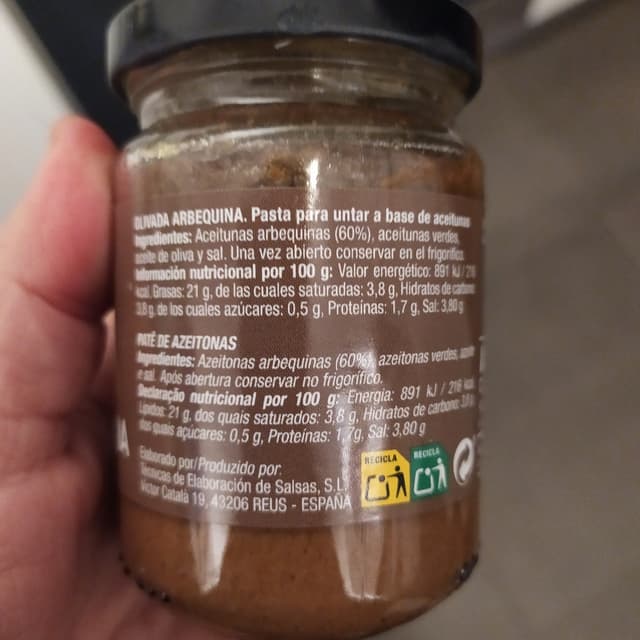 OLIVADA ARBEQUINA. Pasta para untar a base de aceitunas
Ingredientes: Aceitunas arbequinas (60%), aceitunas verdes,
aceite de oliva y sal. Una vez abierto conservar en el frigorífico.
Información nutricional por 100 g: Valor energético: 891 kJ / 216
kcal, Grasas: 21 g, de las cuales saturadas: 3,8 g, Hidratos de carbono:
3,8 g, de los cuales azúcares: 0,5 g, Proteínas: 1,7 g, Sal: 3,80 g
PATÉ DE AZEITONAS
Ingredientes: Azeitonas arbequinas (60%), azeitonas verdes, azeite
e sal. Após abertura conservar no frigorífico.
Declaração nutricional por 100 g: Energia: 891 kJ / 216 kcal,
Lípidos: 21 g, dos quais saturados: 3,8 g, Hidratos de carbono: 3,8 g,
dos quais açúcares: 0,5 g, Proteínas: 1,7g, Sal: 3,80 g
Elaborado por/Produzido por:
Técnicas de Elaboración de Salsas, S.L.
Víctor Català 19, 43206 REUS - ESPAÑA
RECICLA
RECICLA